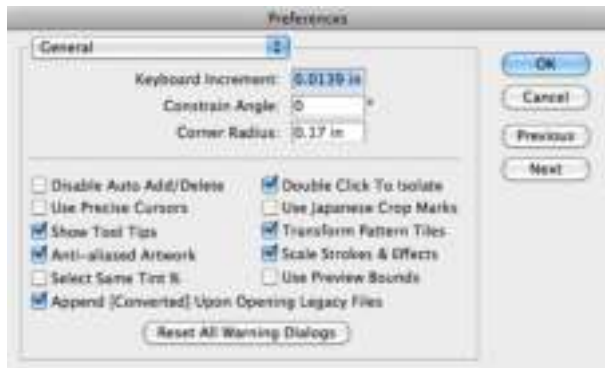 Preferences
General
Keyboard Increment: 0.0139 in
Constrain Angle: 0 °
Corner Radius: 0.17 in
OK
Cancel
Previous
Next
Disable Auto Add/Delete
Double Click To Isolate
Use Precise Cursors
Use Japanese Crop Marks
Show Tool Tips
Transform Pattern Tiles
Anti-aliased Artwork
Scale Strokes & Effects
Select Same Tint %
Use Preview Bounds
Append [Converted] Upon Opening Legacy Files
Reset All Warning Dialogs